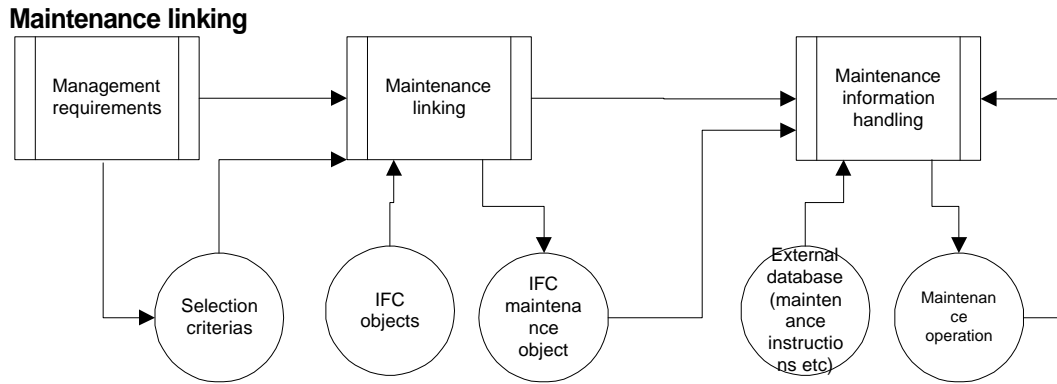 Maintenance linking
Management
requirements
Maintenance
linking
Maintenance
information
handling
Selection
criterias
IFC
objects
IFC
maintena
nce
object
External
database
(mainten
ance
instructio
ns etc)
Maintenan
ce
operation